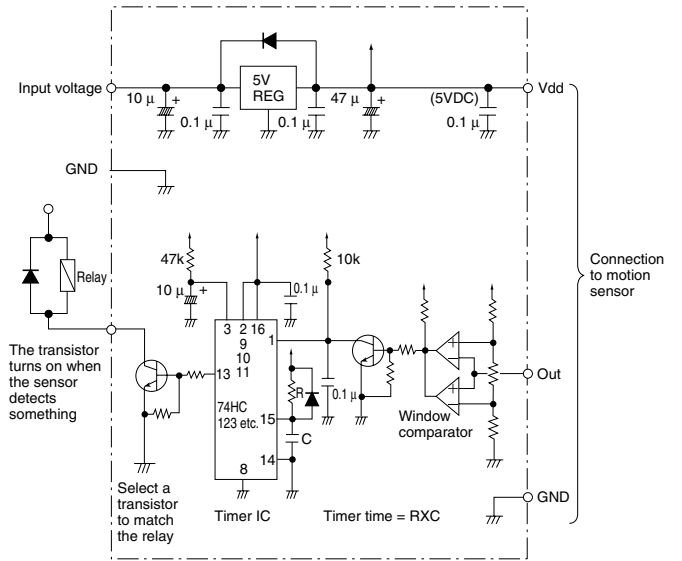 Input voltage
10 µ
+
0.1 µ
5V
REG
0.1 µ
47 µ
+
(5VDC)
0.1 µ
Vdd
GND
Relay
47k
10 µ
+
0.1 µ
10k
3 2 16
9
10
11
1
13
74HC
123 etc.
15
14
8
R
C
0.1 µ
+
−
+
−
Window
comparator
Out
Connection
to motion
sensor
The transistor
turns on when
the sensor
detects
something
Select a
transistor
to match
the relay
Timer IC
Timer time = RXC
GND